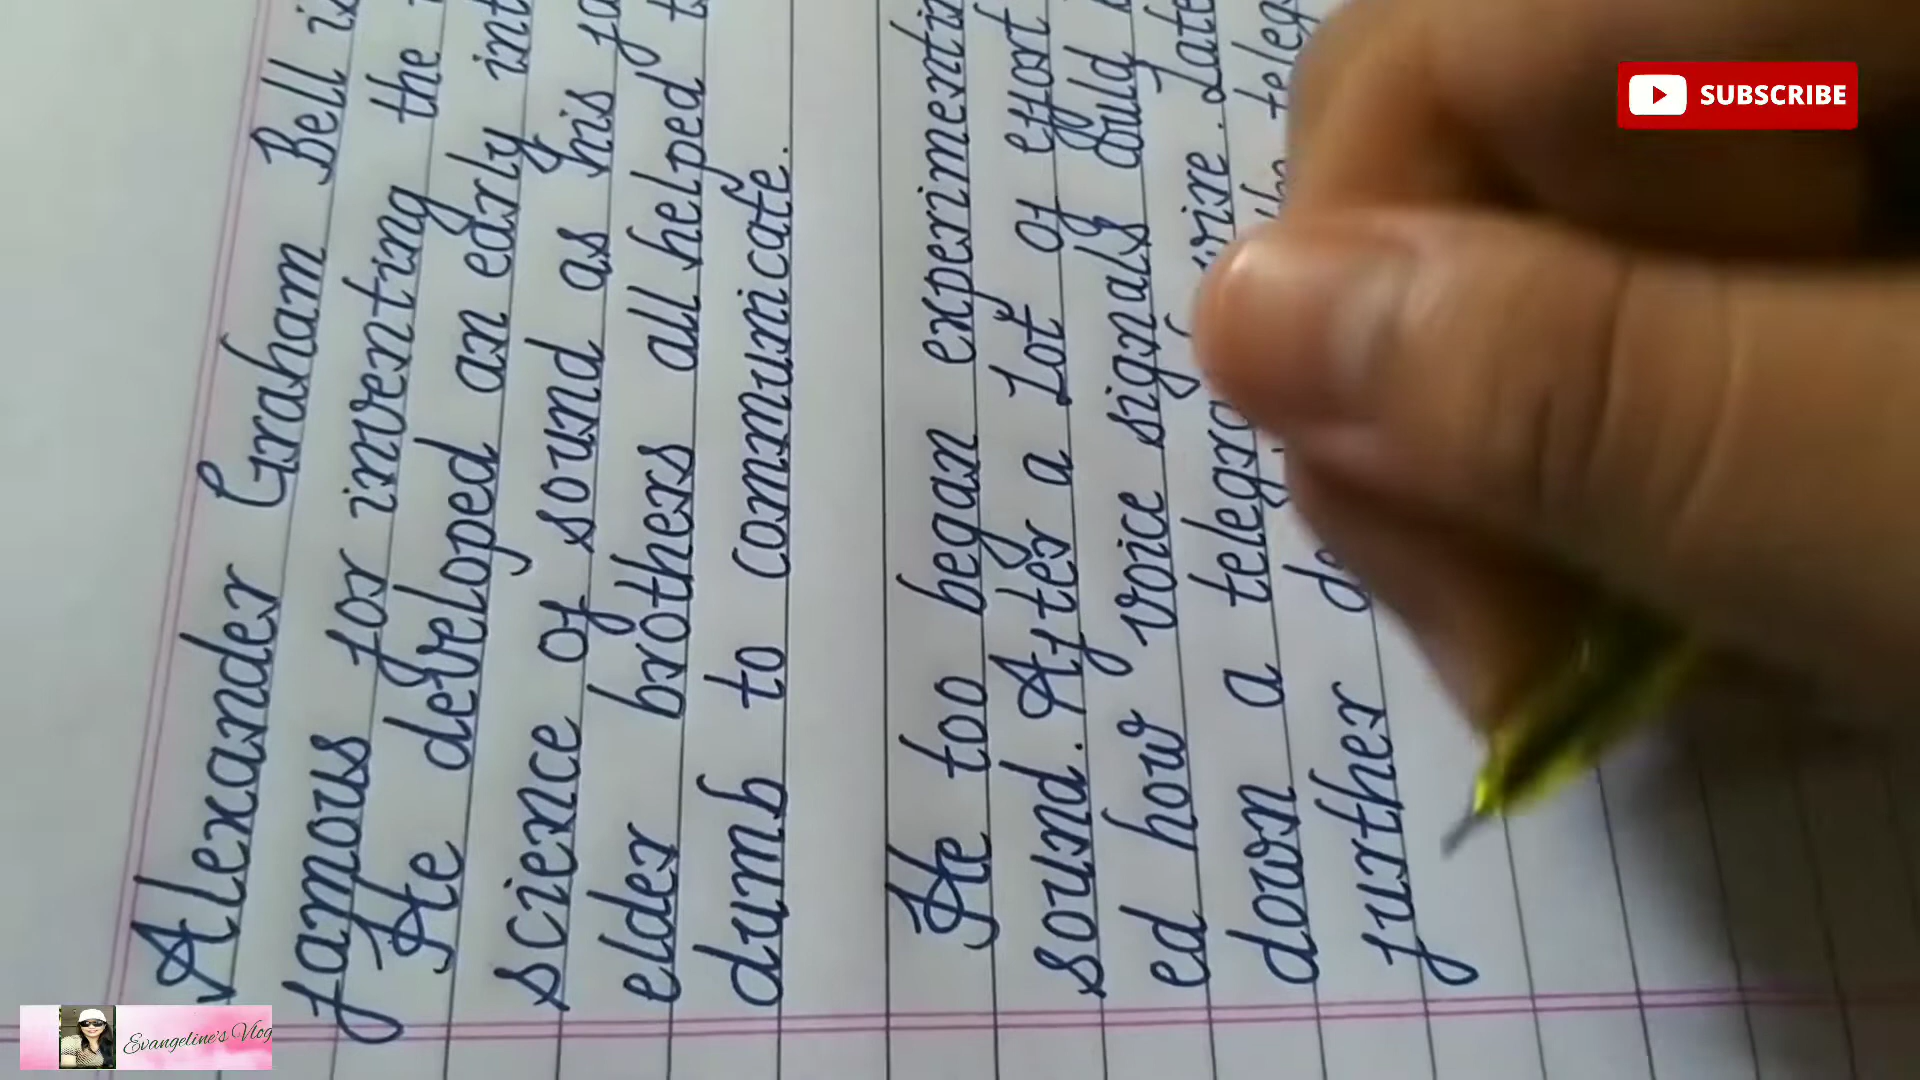 Alexander Graham Bell is
famous for inventing the
He developed an early int
science of sound as his fa
elder brothers all helped
dumb to communicate.
He too began experimentin
sound. After a Lot of effort
ed how voice signals could
down a telegra wire. Late
further
SUBSCRIBE
Evangeline's Vlog